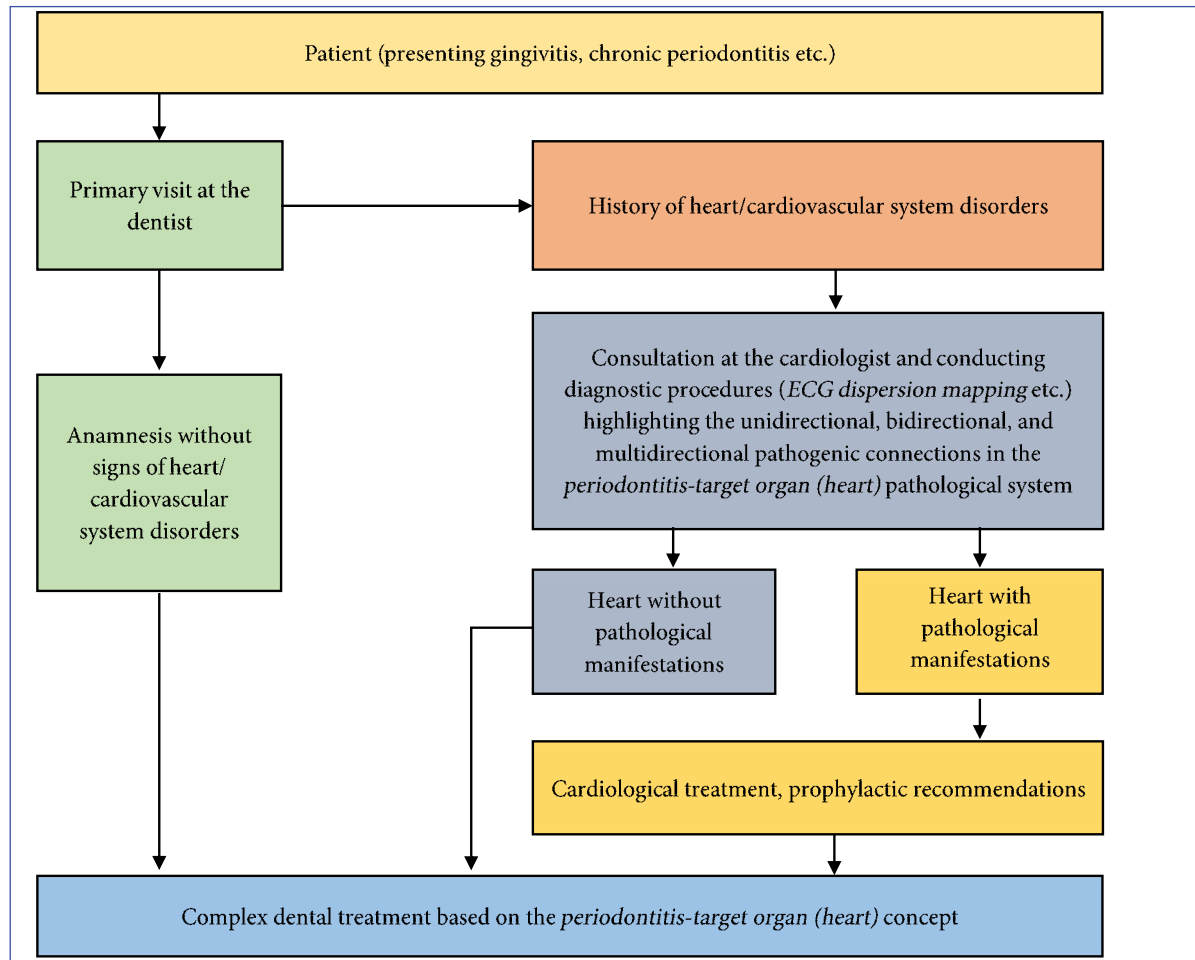 Patient (presenting gingivitis, chronic periodontitis etc.)
Primary visit at the
dentist
History of heart/cardiovascular system disorders
Consultation at the cardiologist and conducting
diagnostic procedures (ECG dispersion mapping etc.)
highlighting the unidirectional, bidirectional, and
multidirectional pathogenic connections in the
periodontitis-target organ (heart) pathological system
Anamnesis without
signs of heart/
cardiovascular
system disorders
Heart without
pathological
manifestations
Heart with
pathological
manifestations
Cardiological treatment, prophylactic recommendations
Complex dental treatment based on the periodontitis-target organ (heart) concept